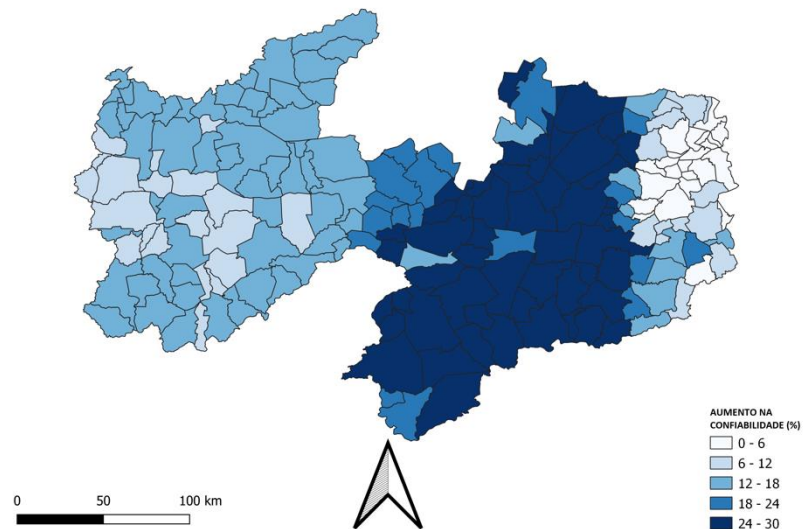 AUMENTO NA
CONFIABILIDADE (%)
0 - 6
6 - 12
12 - 18
18 - 24
24 - 30
0 50 100 km